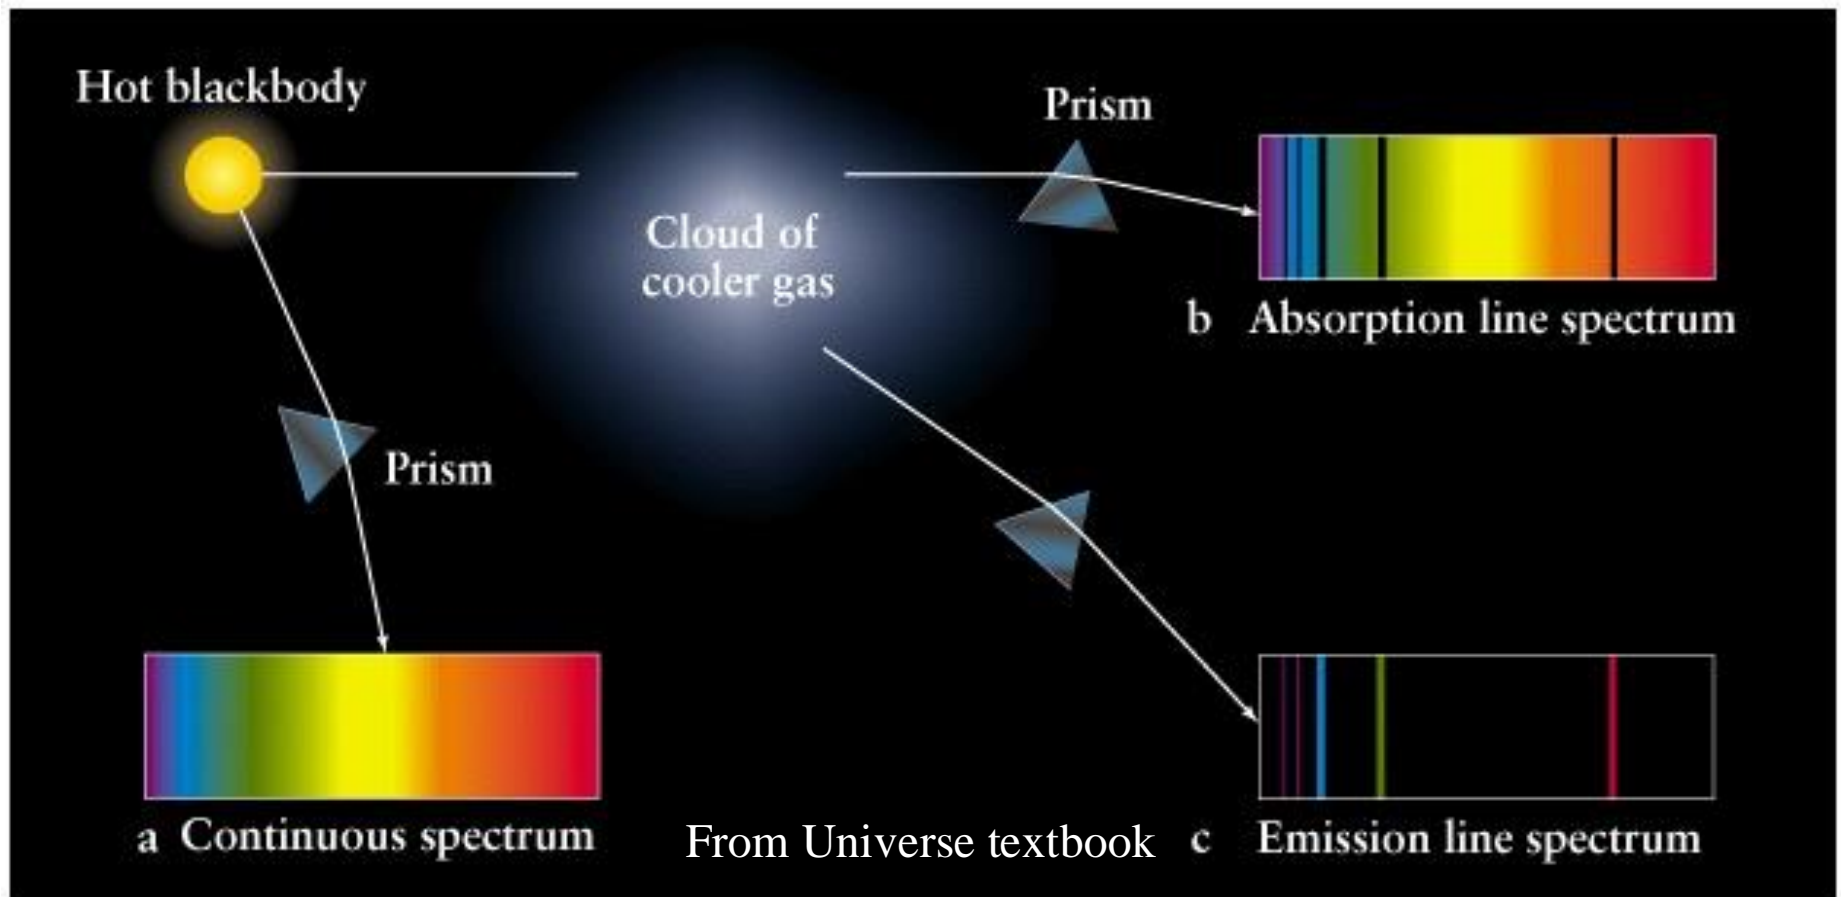 Hot blackbody
Prism
Cloud of
cooler gas
b Absorption line spectrum
Prism
a Continuous spectrum
From Universe textbook
c Emission line spectrum